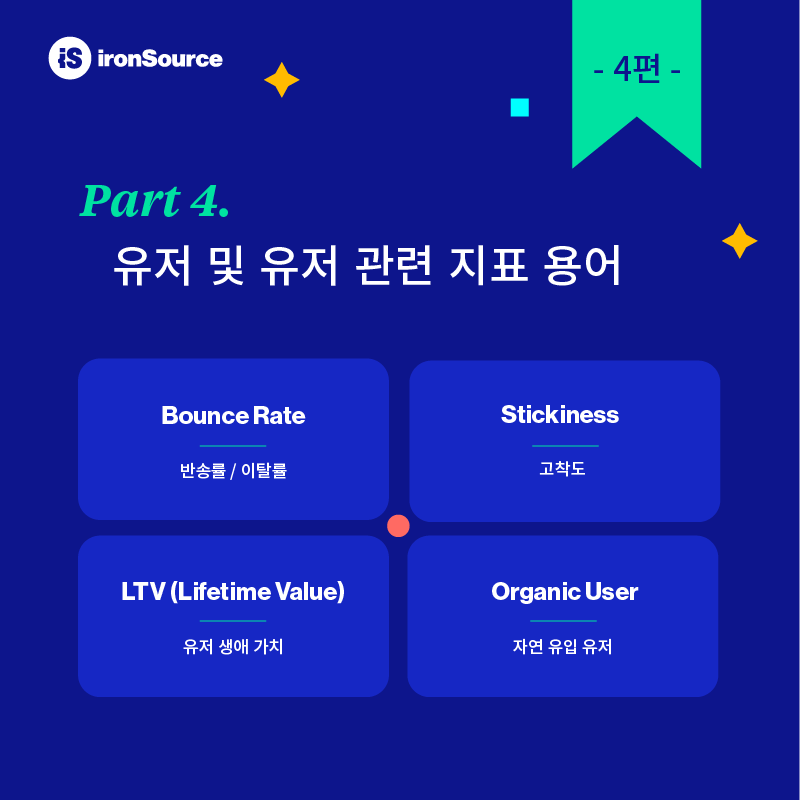 iS ironSource
- 4편 -
Part 4.
유저 및 유저 관련 지표 용어
Bounce Rate
반송률 / 이탈률
Stickiness
고착도
LTV (Lifetime Value)
유저 생애 가치
Organic User
자연 유입 유저